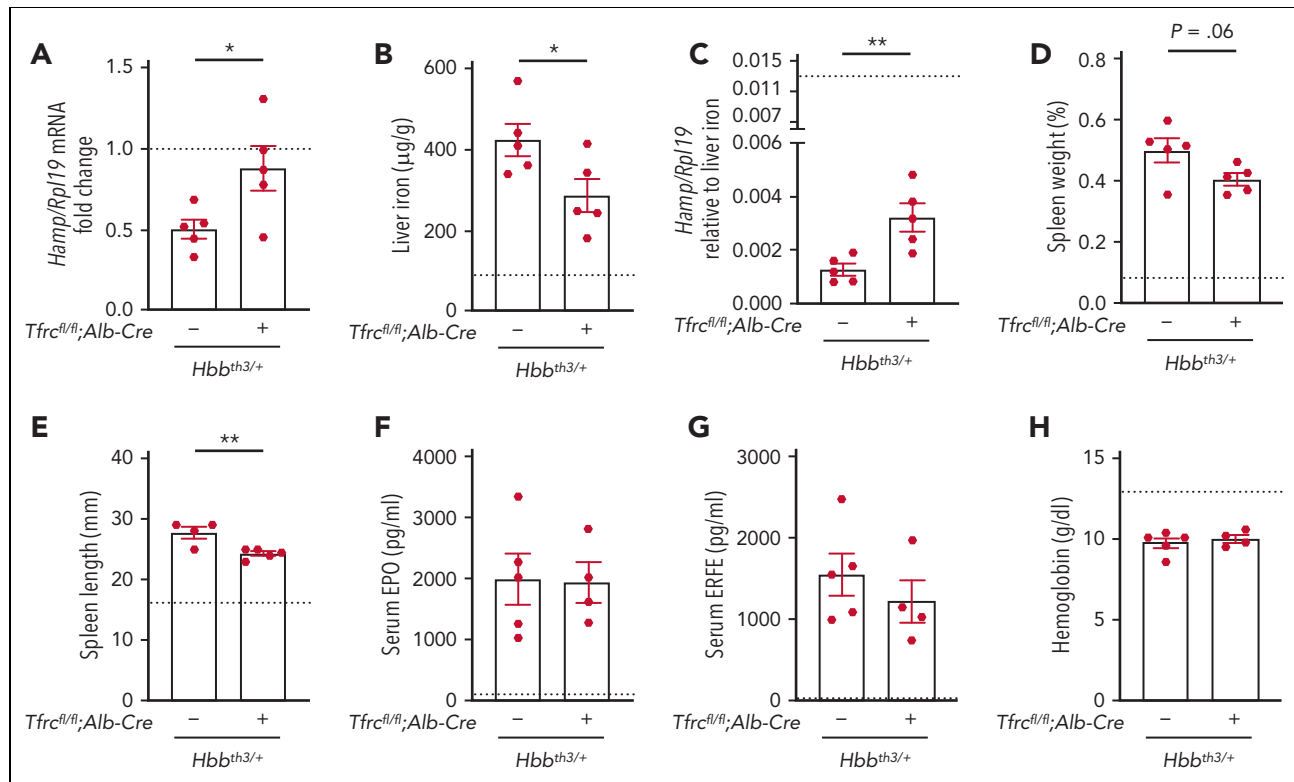 A
Hamp/Rpl19 mRNA
fold change
1.5
1.0
0.5
0.0
*
Tfrcfl/fl;Alb-Cre − +
Hbbth3/+
B
Liver iron (μg/g)
600
400
200
0
*
Tfrcfl/fl;Alb-Cre − +
Hbbth3/+
C
Hamp/Rpl19
relative to liver iron
0.015
0.011
0.007
0.006
0.004
0.002
0.000
**
Tfrcfl/fl;Alb-Cre − +
Hbbth3/+
D
Spleen weight (%)
0.8
0.6
0.4
0.2
0.0
P = .06
Tfrcfl/fl;Alb-Cre − +
Hbbth3/+
E
Spleen length (mm)
40
30
20
10
0
**
Tfrcfl/fl;Alb-Cre − +
Hbbth3/+
F
Serum EPO (pg/ml)
4000
3000
2000
1000
0
Tfrcfl/fl;Alb-Cre − +
Hbbth3/+
G
Serum ERFE (pg/ml)
3000
2000
1000
0
Tfrcfl/fl;Alb-Cre − +
Hbbth3/+
H
Hemoglobin (g/dl)
15
10
5
0
Tfrcfl/fl;Alb-Cre − +
Hbbth3/+